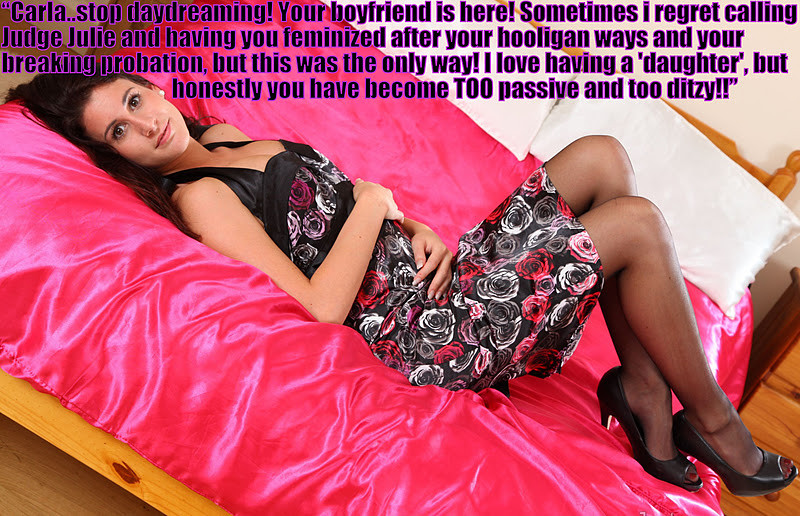 “Carla..stop daydreaming! Your boyfriend is here! Sometimes i regret calling
Judge Julie and having you feminized after your hooligan ways and your
breaking probation, but this was the only way! I love having a 'daughter', but
honestly you have become TOO passive and too ditzy!!”